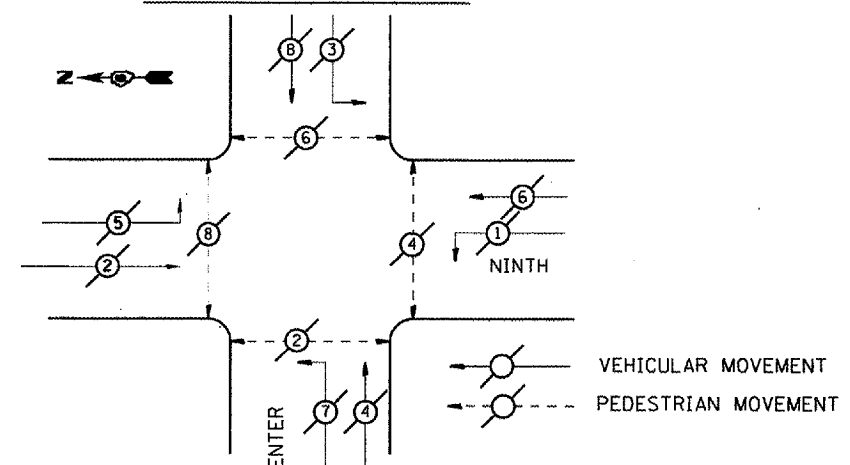 8 3
N
6
6
5
8
4
1
2
NINTH
2
VEHICULAR MOVEMENT
7 4
PEDESTRIAN MOVEMENT
ENTER